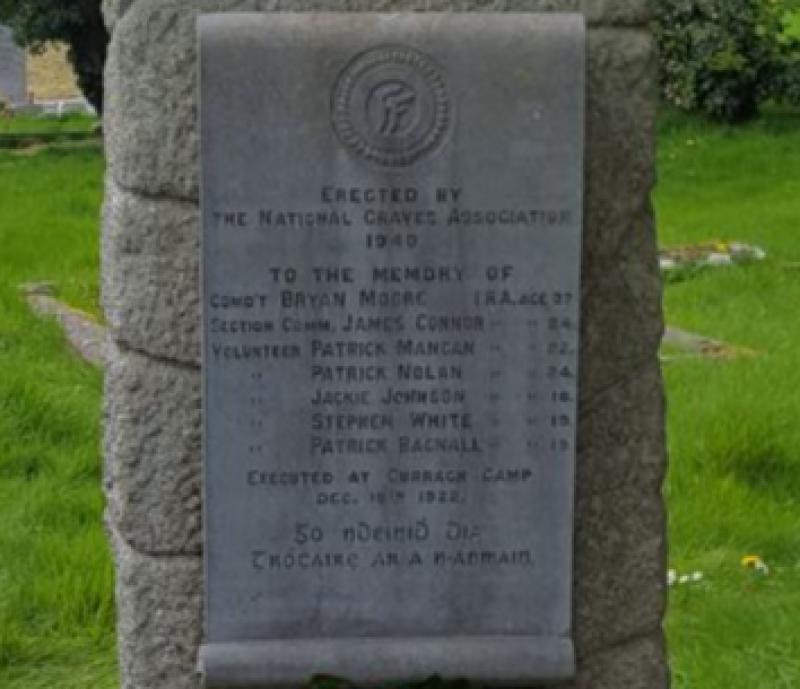 ERECTED BY
THE NATIONAL GRAVES ASSOCIATION
1940
TO THE MEMORY OF
COMD'T BRYAN MOORE I.R.A. AGE 37
SECTION COMM. JAMES CONNOR " " 24.
VOLUNTEER PATRICK MANGAN " " 22.
" PATRICK NOLAN " " 34.
" JACKIE JOHNSON " " 18.
" STEPHEN WHITE " " 19.
" PATRICK BAGNALL " " 19
EXECUTED AT CURRAGH CAMP
DEC. 19TH 1922.
Go nDeiniḋ Dia
Trócaire ar a n-anmain.